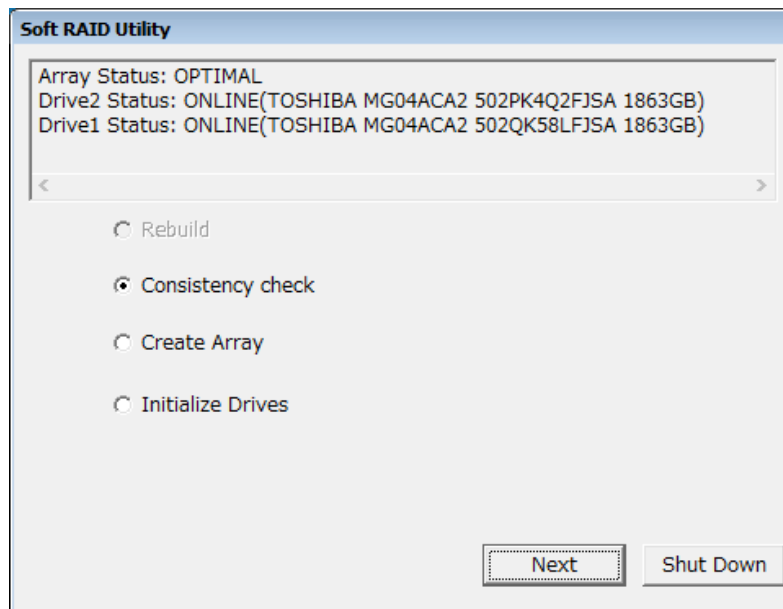 Soft RAID Utility
Array Status: OPTIMAL
Drive2 Status: ONLINE(TOSHIBA MG04ACA2 502PK4Q2FJSA 1863GB)
Drive1 Status: ONLINE(TOSHIBA MG04ACA2 502QK58LFJSA 1863GB)
Rebuild
Consistency check
Create Array
Initialize Drives
Next
Shut Down